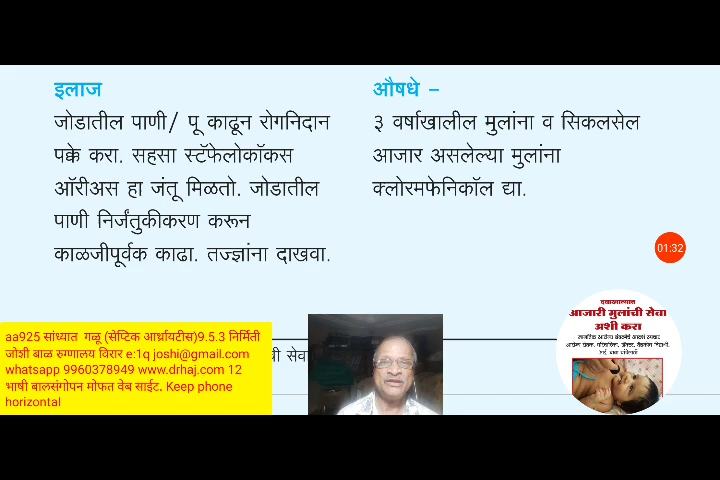 इलाज
जोडातील पाणी/ पू काढून रोगनिदान
पक्के करा. सहसा स्टॅफेलोकॉकस
ऑरीअस हा जंतू मिळतो. जोडातील
पाणी निर्जंतुकीकरण करून
काळजीपूर्वक काढा. तज्ज्ञांना दाखवा.
औषधे –
३ वर्षाखालील मुलांना व सिकलसेल
आजार असलेल्या मुलांना
क्लोरमफेनिकॉल द्या.
01:32
aa925 सांध्यात गळू (सेप्टिक आर्थ्रायटीस)9.5.3 निर्मिती
जोशी बाळ रुग्णालय विरार e:1q joshi@gmail.com
whatsapp 9960378949 www.drhaj.com 12
भाषी बालसंगोपन मोफत वेब साईट. Keep phone
horizontal
ची सेवा
दवाखान्यात
आजारी मुलांची सेवा
अशी करा